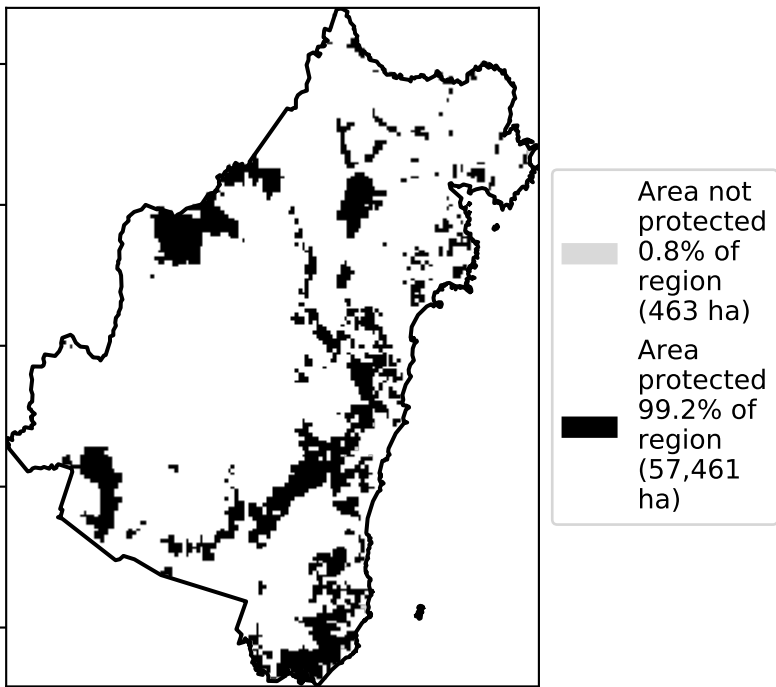 Area not
protected
0.8% of
region
(463 ha)
Area
protected
99.2% of
region
(57,461
ha)